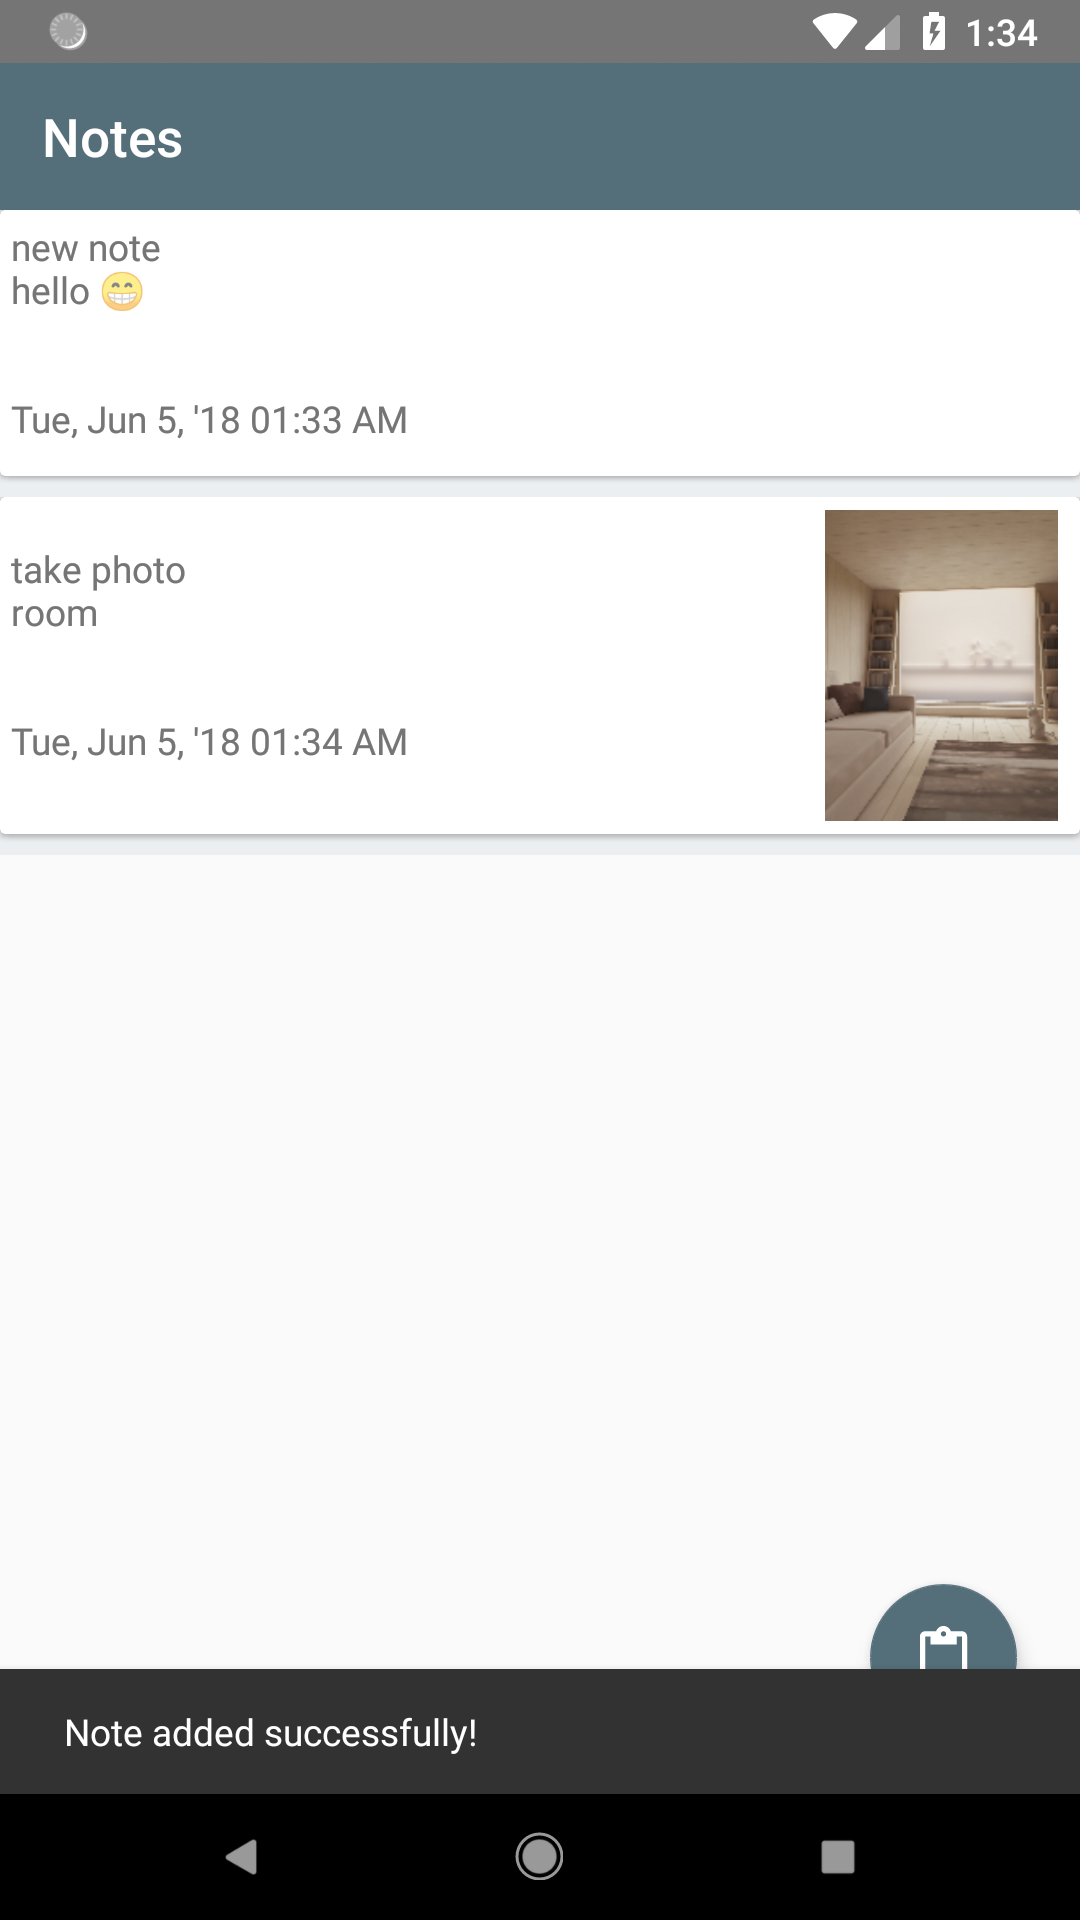 1:34
Notes
new note
hello 😁
Tue, Jun 5, '18 01:33 AM
take photo
room
Tue, Jun 5, '18 01:34 AM
Note added successfully!